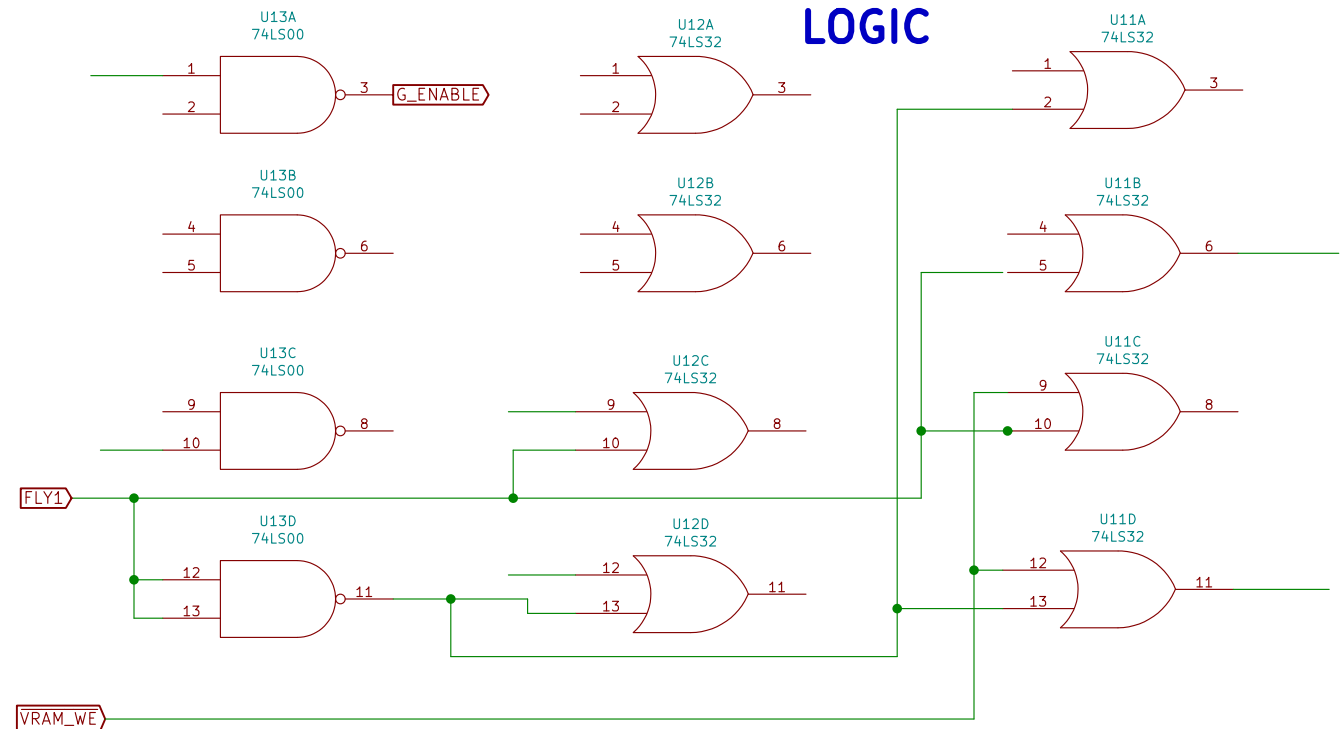 LOGIC
U13A
74LS00
1
2
3
G_ENABLE
U12A
74LS32
1
2
3
U11A
74LS32
1
2
3
U13B
74LS00
4
5
6
U12B
74LS32
4
5
6
U11B
74LS32
4
5
6
U13C
74LS00
9
10
8
U12C
74LS32
9
10
8
U11C
74LS32
9
10
8
FLY1
U13D
74LS00
12
13
11
U12D
74LS32
12
13
11
U11D
74LS32
12
13
11
VRAM_WE